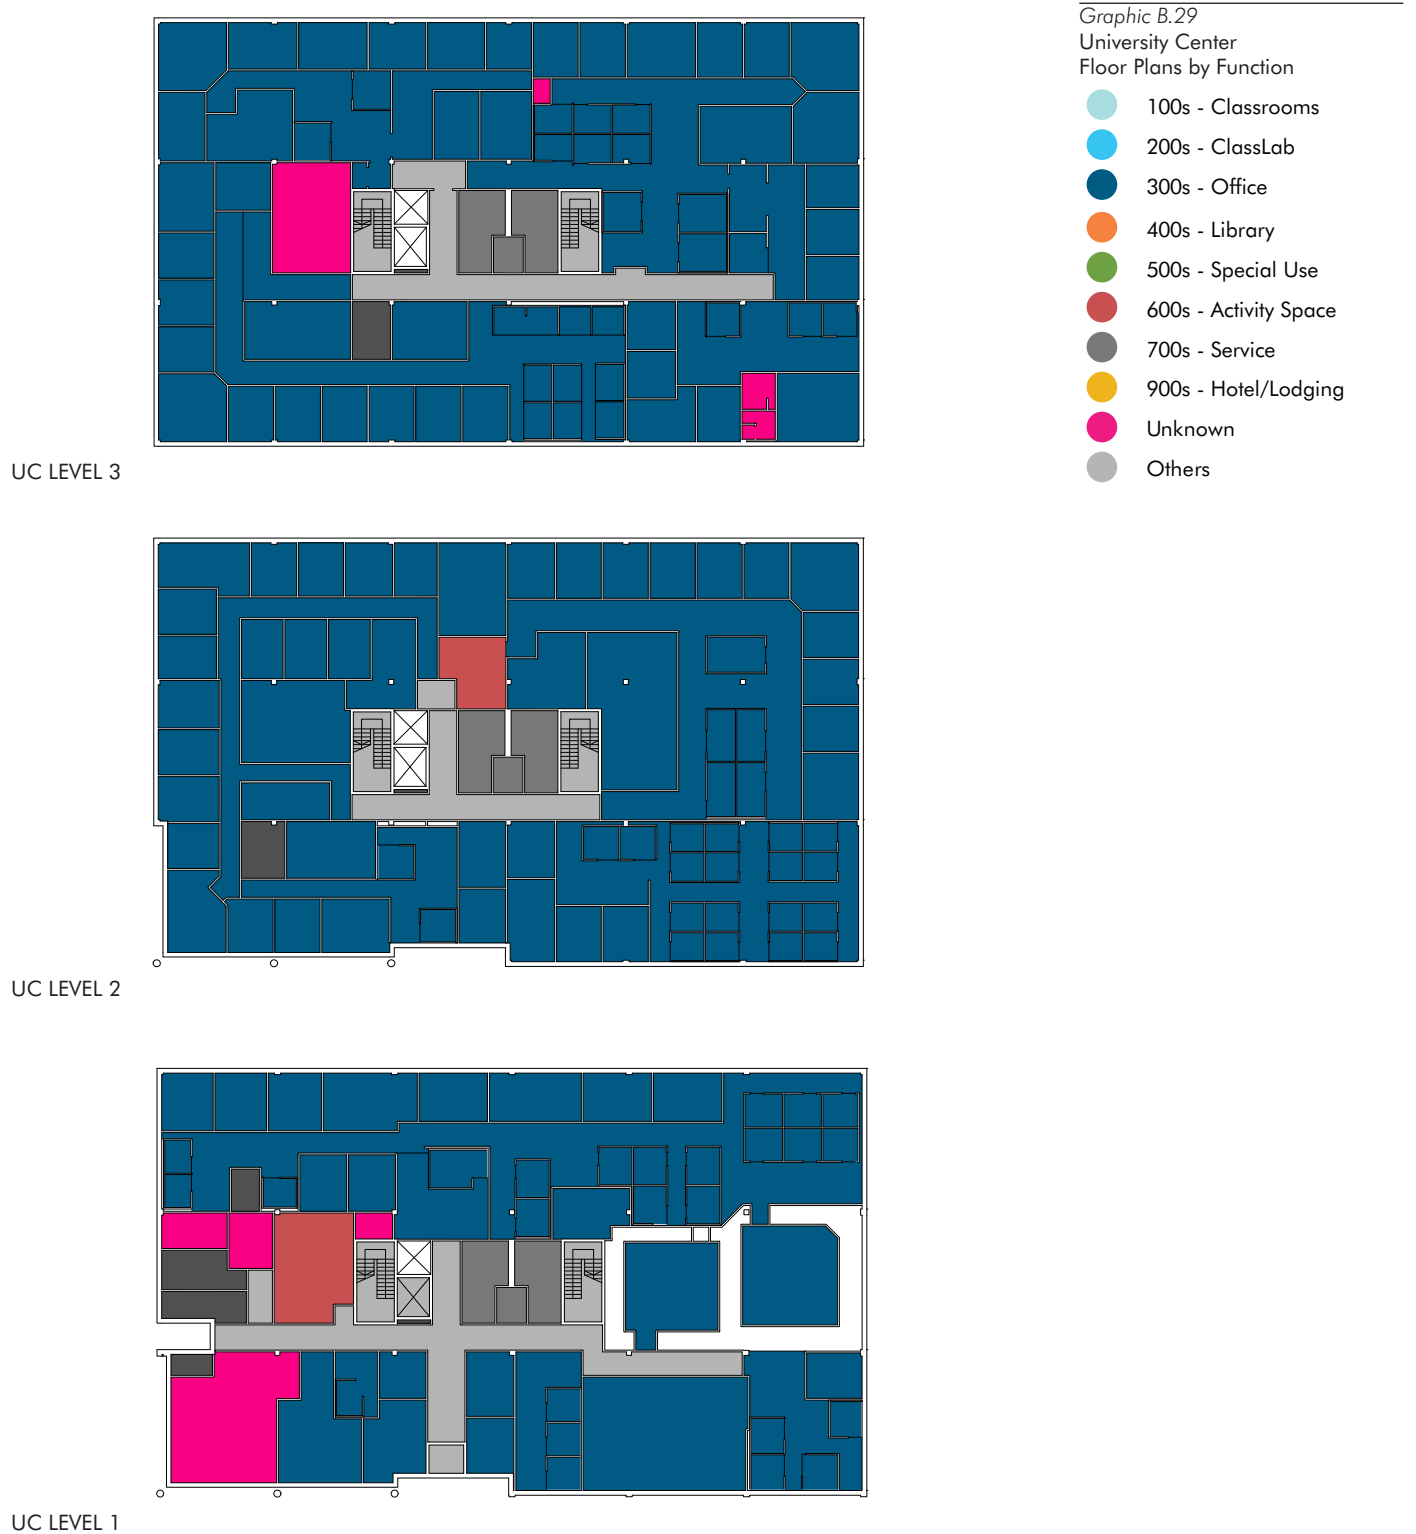 Graphic B.29
University Center
Floor Plans by Function
100s - Classrooms
200s - ClassLab
300s - Office
400s - Library
500s - Special Use
600s - Activity Space
700s - Service
900s - Hotel/Lodging
Unknown
Others
UC LEVEL 3
UC LEVEL 2
UC LEVEL 1